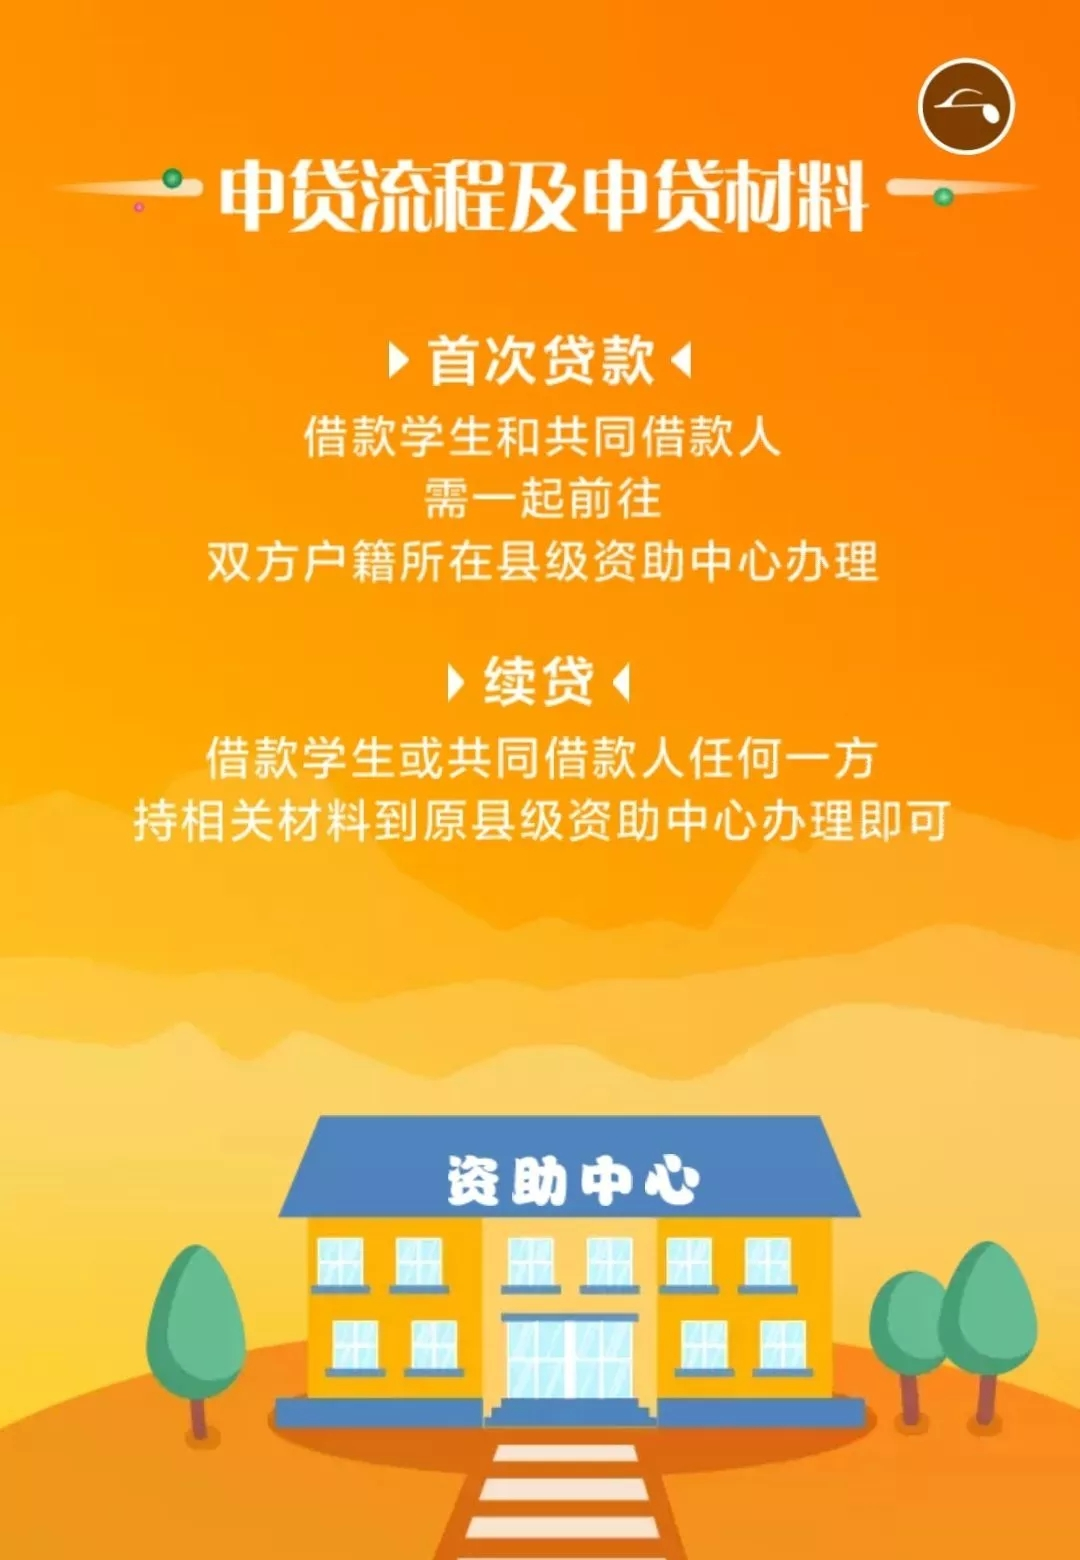 申贷流程及申贷材料
首次贷款
借款学生和共同借款人
需一起前往
双方户籍所在县级资助中心办理
续贷
借款学生或共同借款人任何一方
持相关材料到原县级资助中心办理即可
资助中心